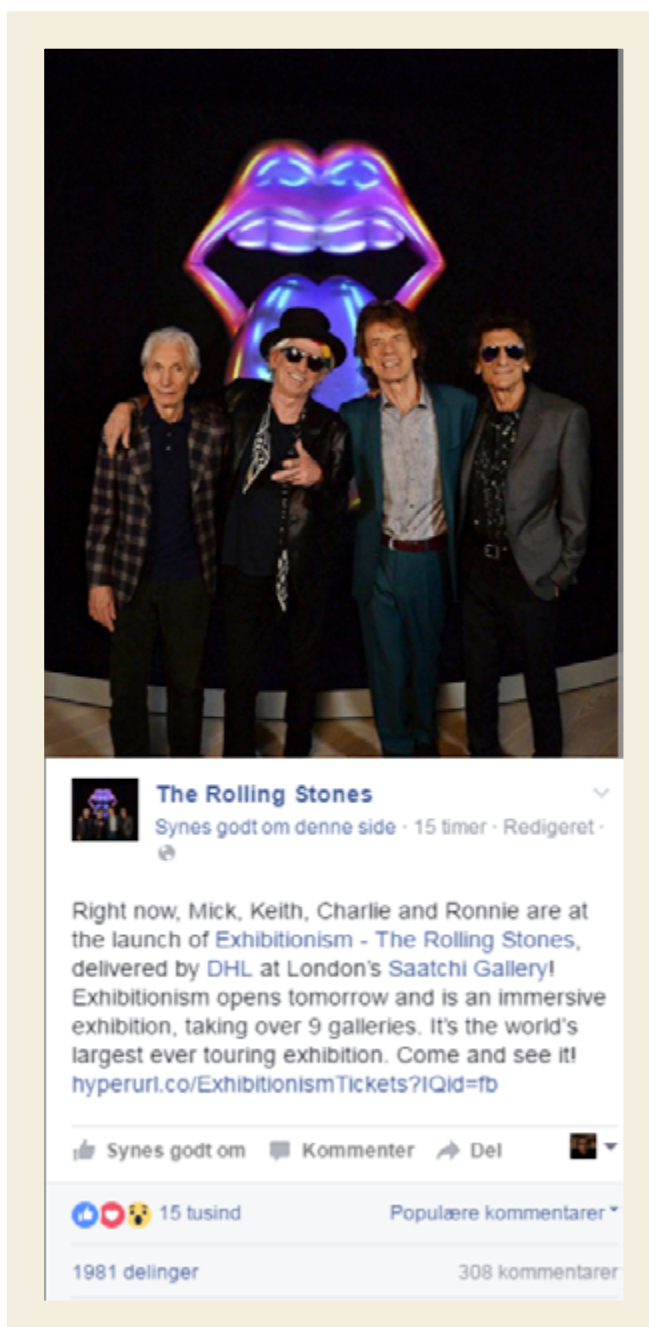 The Rolling Stones
Synes godt om denne side · 15 timer · Redigeret ·
Right now, Mick, Keith, Charlie and Ronnie are at
the launch of Exhibitionism - The Rolling Stones,
delivered by DHL at London's Saatchi Gallery!
Exhibitionism opens tomorrow and is an immersive
exhibition, taking over 9 galleries. It's the world's
largest ever touring exhibition. Come and see it!
hyperurl.co/ExhibitionismTickets?IQid=fb
Synes godt om Kommenter Del
15 tusind Populære kommentarer
1981 delinger 308 kommentarer